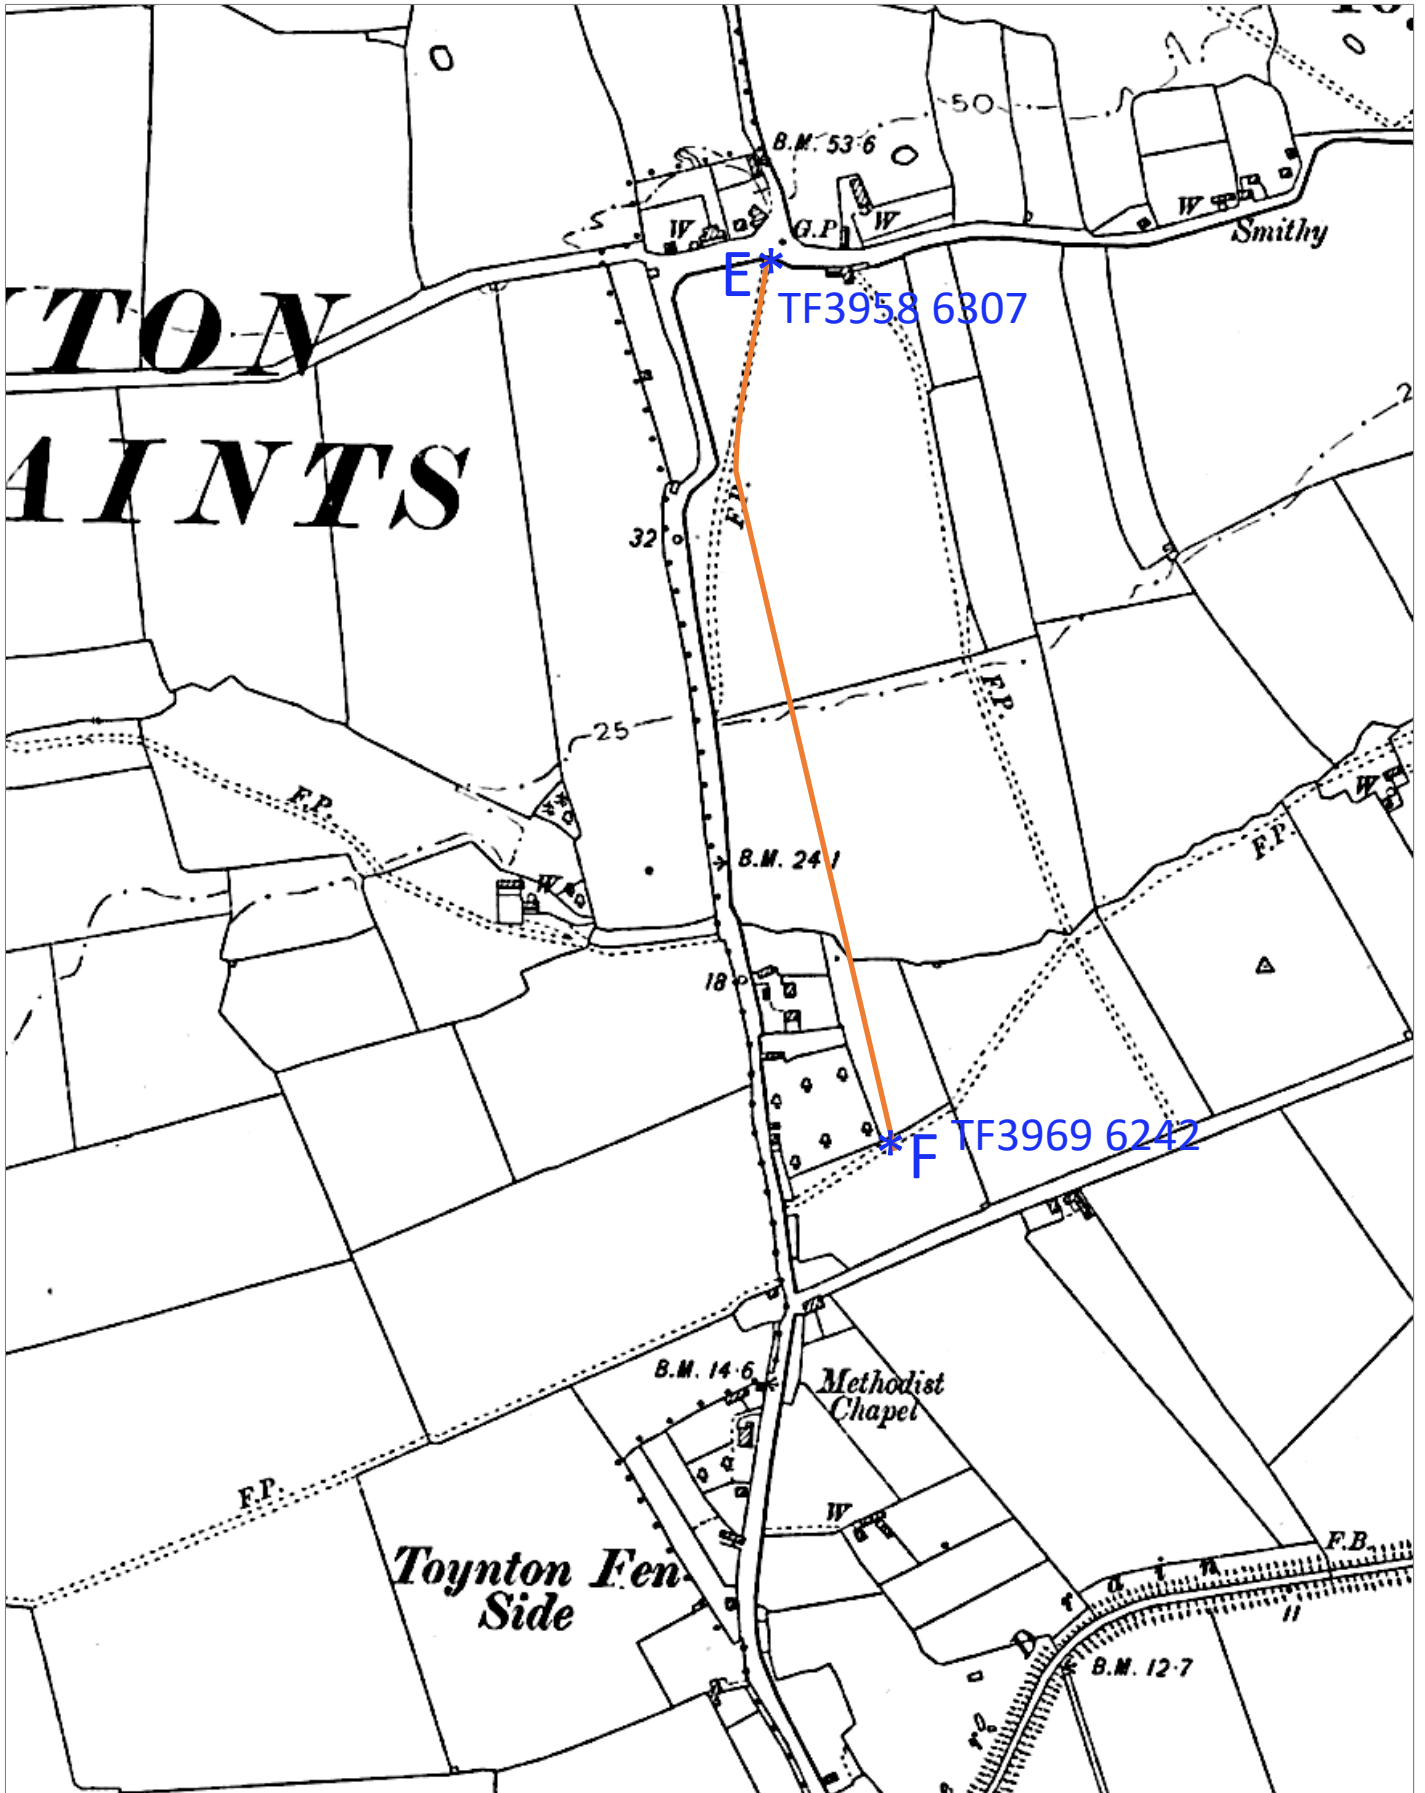 B.M. 53·6
50
W
G.P.
W
W
Smithy
E*
TF3958 6307
TON
AINTS
2
F.P.
32
F.P.
25
F.P.
W
B.M. 24·1
F.P.
W
18
*F
TF3969 6242
B.M. 14·6
Methodist
Chapel
F.P.
W
Toynton Fen
Side
F.B.
D r a i n
B.M. 12·7